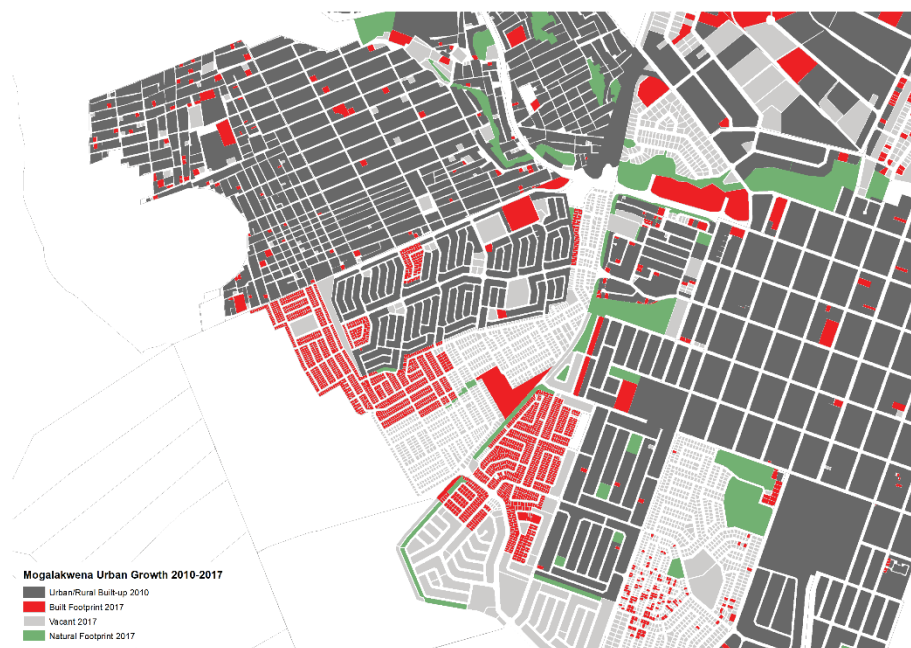 Mogalakwena Urban Growth 2010-2017
Urban/Rural Built-up 2010
Built Footprint 2017
Vacant 2017
Natural Footprint 2017